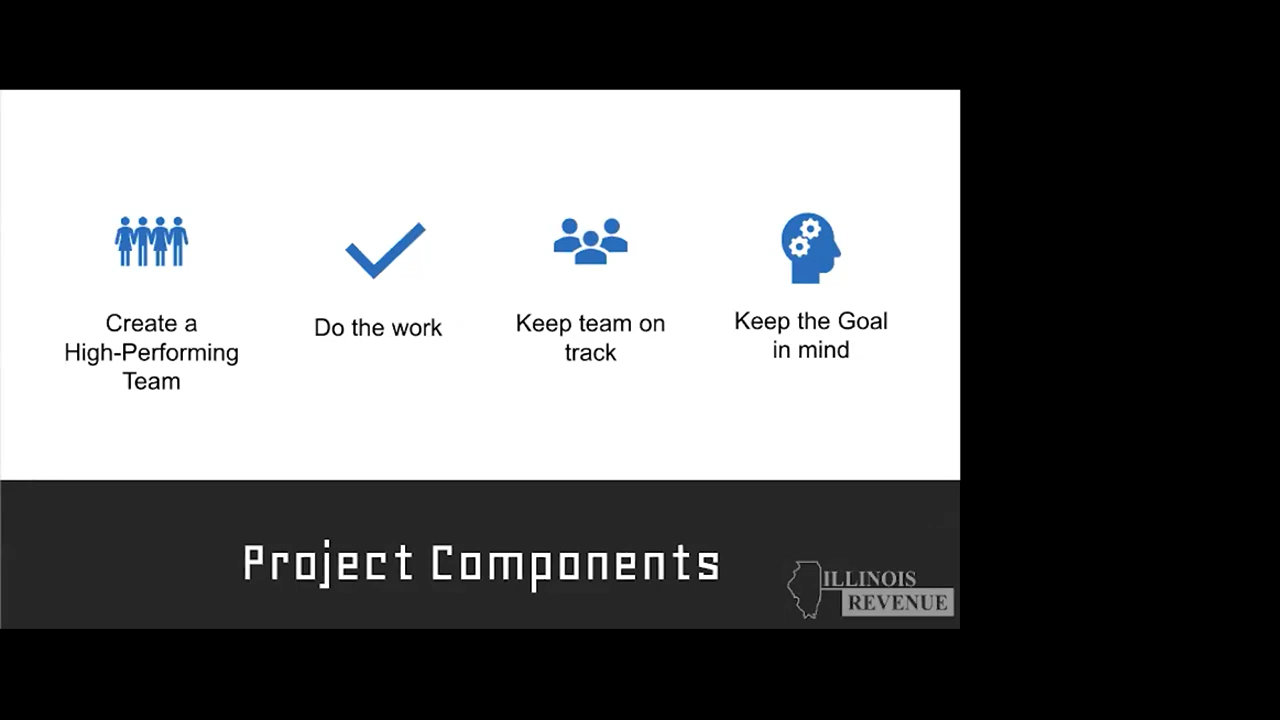 Create a
High-Performing
Team
Do the work
Keep team on
track
Keep the Goal
in mind
Project Components
ILLINOIS
REVENUE